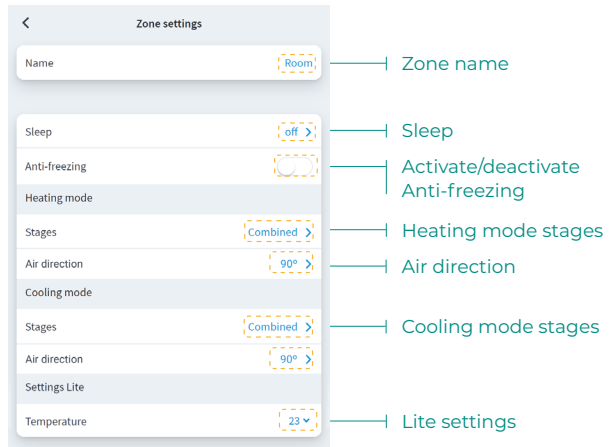 Zone settings
Name Room Zone name
Sleep off Sleep
Anti-freezing Activate/deactivate
Anti-freezing
Heating mode
Stages Combined Heating mode stages
Air direction 90º Air direction
Cooling mode
Stages Combined Cooling mode stages
Air direction 90º
Settings Lite
Temperature 23 Lite settings